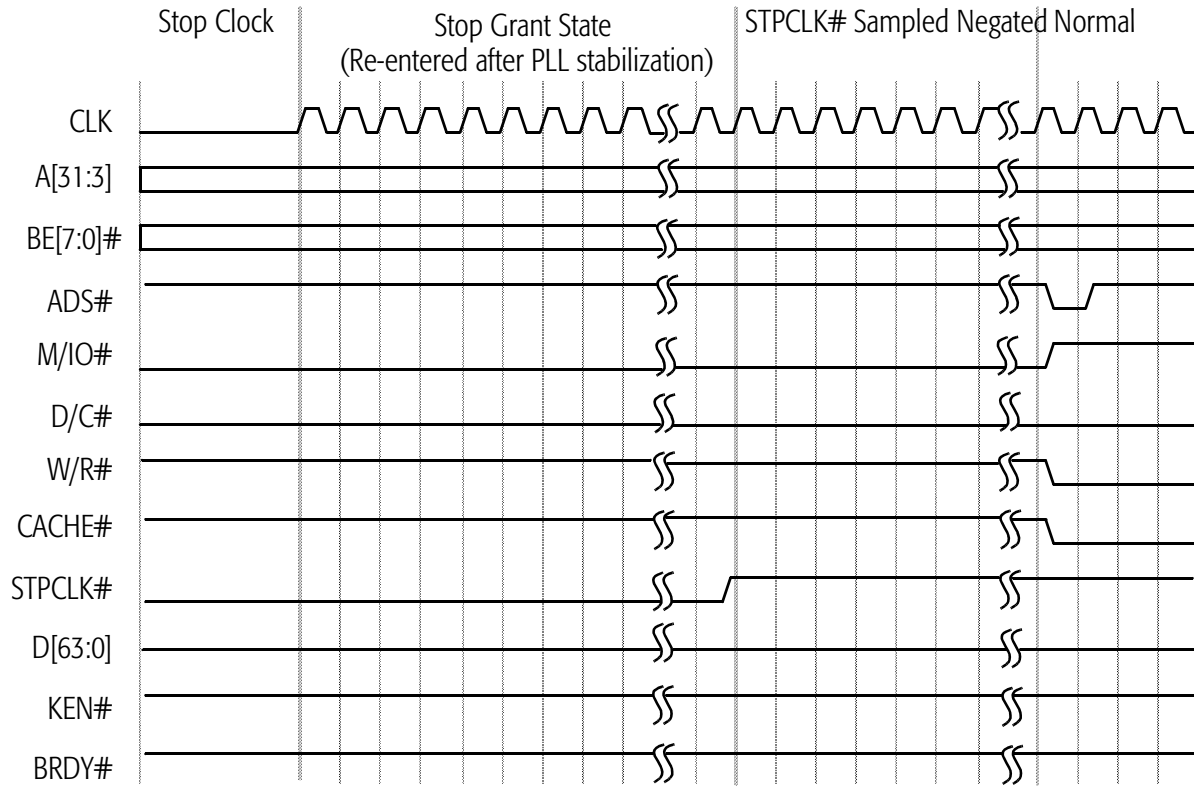 Stop Clock
Stop Grant State
(Re-entered after PLL stabilization)
STPCLK# Sampled Negated Normal
CLK
A[31:3]
BE[7:0]#
ADS#
M/IO#
D/C#
W/R#
CACHE#
STPCLK#
D[63:0]
KEN#
BRDY#